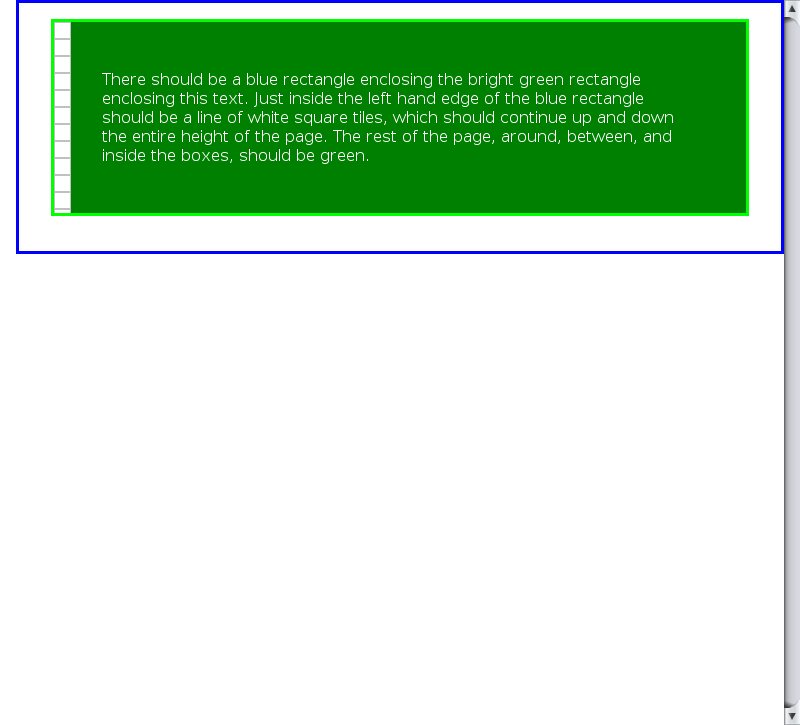 There should be a blue rectangle enclosing the bright green rectangle
enclosing this text. Just inside the left hand edge of the blue rectangle
should be a line of white square tiles, which should continue up and down
the entire height of the page. The rest of the page, around, between, and
inside the boxes, should be green.